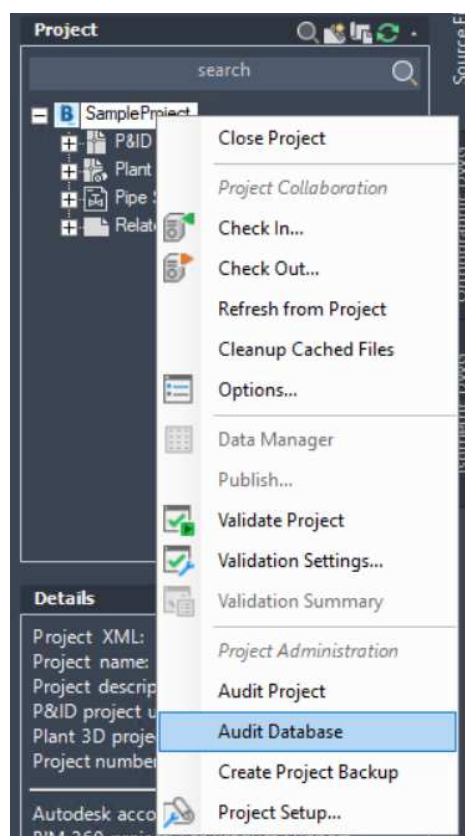 Project
search
SampleProject
P&ID
Plant
Pipe
Relat
Close Project
Project Collaboration
Check In...
Check Out...
Refresh from Project
Cleanup Cached Files
Options...
Data Manager
Publish...
Validate Project
Validation Settings...
Validation Summary
Project Administration
Audit Project
Audit Database
Create Project Backup
Project Setup...
Details
Project XML:
Project name:
Project descrip
P&ID project u
Plant 3D proje
Project number
Autodesk acco